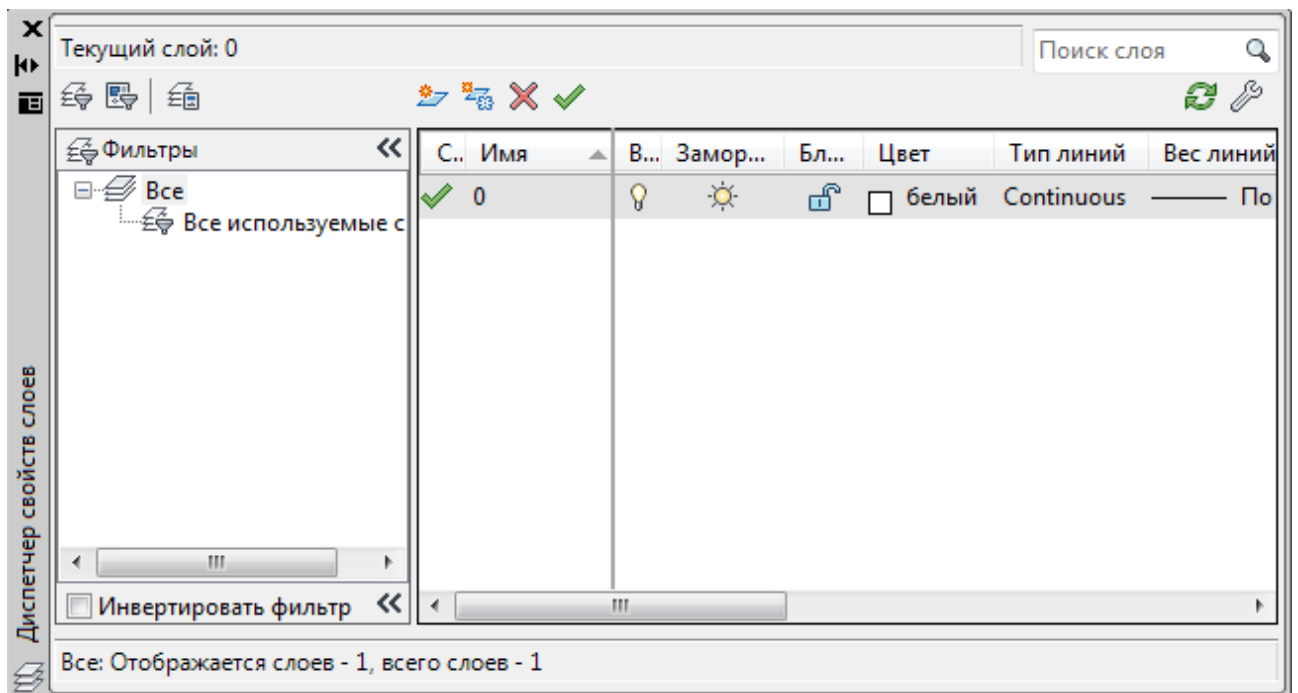 Текущий слой: 0
Поиск слоя
Фильтры
С.. Имя В... Замор... Бл... Цвет Тип линий Вес линий
Все
0 белый Continuous По
Все используемые с
Инвертировать фильтр
Все: Отображается слоев - 1, всего слоев - 1
Диспетчер свойств слоев